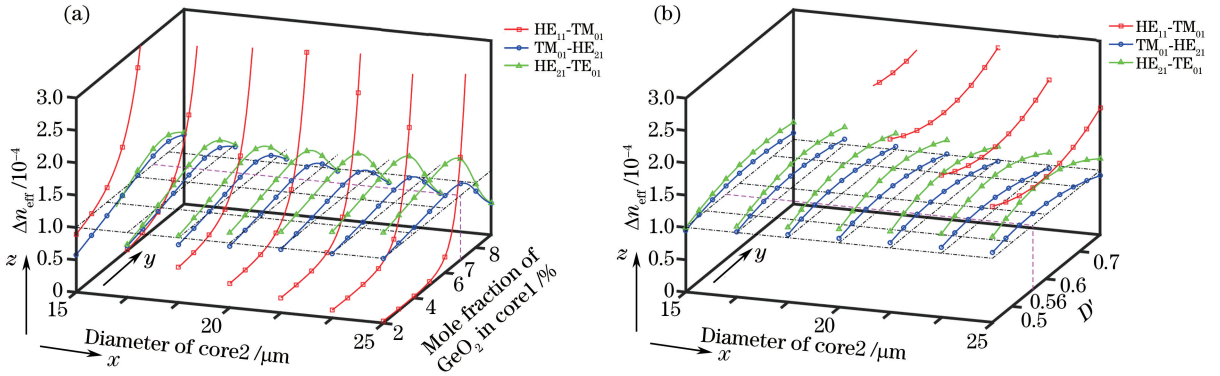 (a)
HE₁₁-TM₀₁
TM₀₁-HE₂₁
HE₂₁-TE₀₁
3.0
2.5
2.0
1.5
1.0
0.5
0
Δn_eff /10⁻⁴
z
y
x
15
20
25
Diameter of core2 /μm
2
4
6
7
8
Mole fraction of
GeO₂ in core1 /%
(b)
HE₁₁-TM₀₁
TM₀₁-HE₂₁
HE₂₁-TE₀₁
3.0
2.5
2.0
1.5
1.0
0.5
0
Δn_eff /10⁻⁴
z
y
x
15
20
25
Diameter of core2 /μm
0.5
0.56
0.6
0.7
D